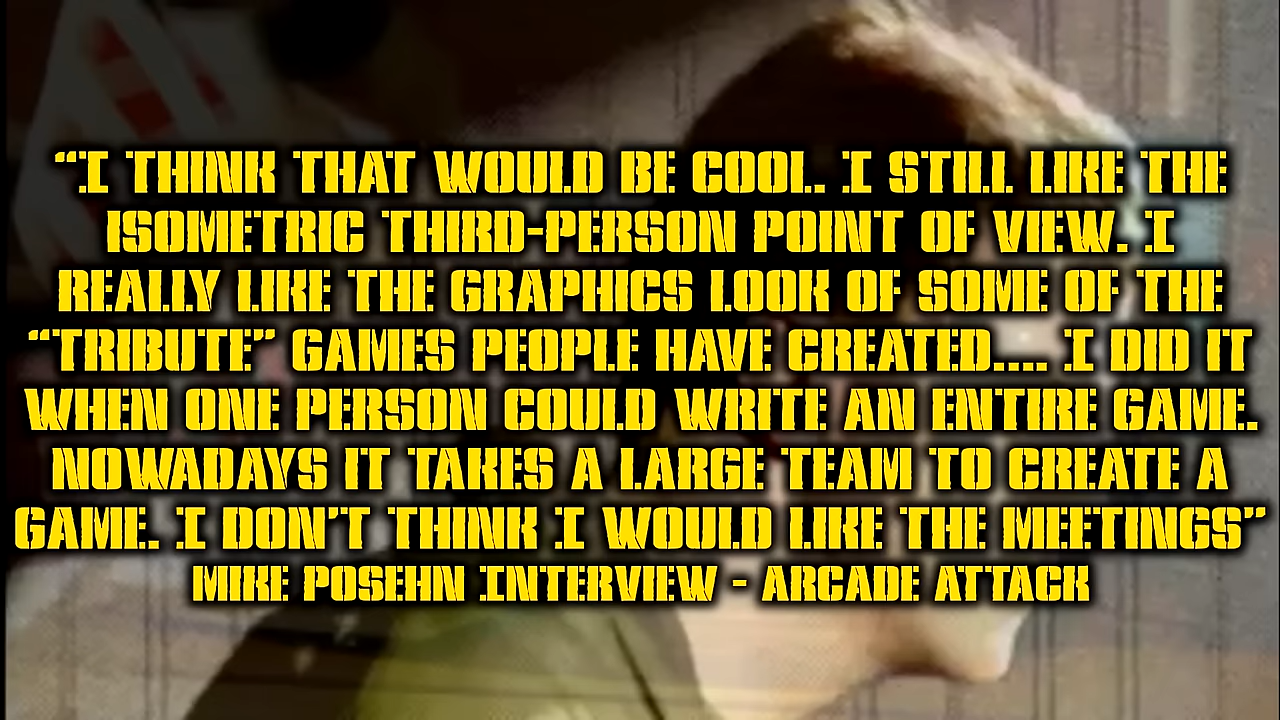 “I THINK THAT WOULD BE COOL. I STILL LIKE THE
ISOMETRIC THIRD-PERSON POINT OF VIEW. I
REALLY LIKE THE GRAPHICS LOOK OF SOME OF THE
“TRIBUTE” GAMES PEOPLE HAVE CREATED.... I DID IT
WHEN ONE PERSON COULD WRITE AN ENTIRE GAME.
NOWADAYS IT TAKES A LARGE TEAM TO CREATE A
GAME. I DON’T THINK I WOULD LIKE THE MEETINGS”
MIKE POSEHN INTERVIEW - ARCADE ATTACK